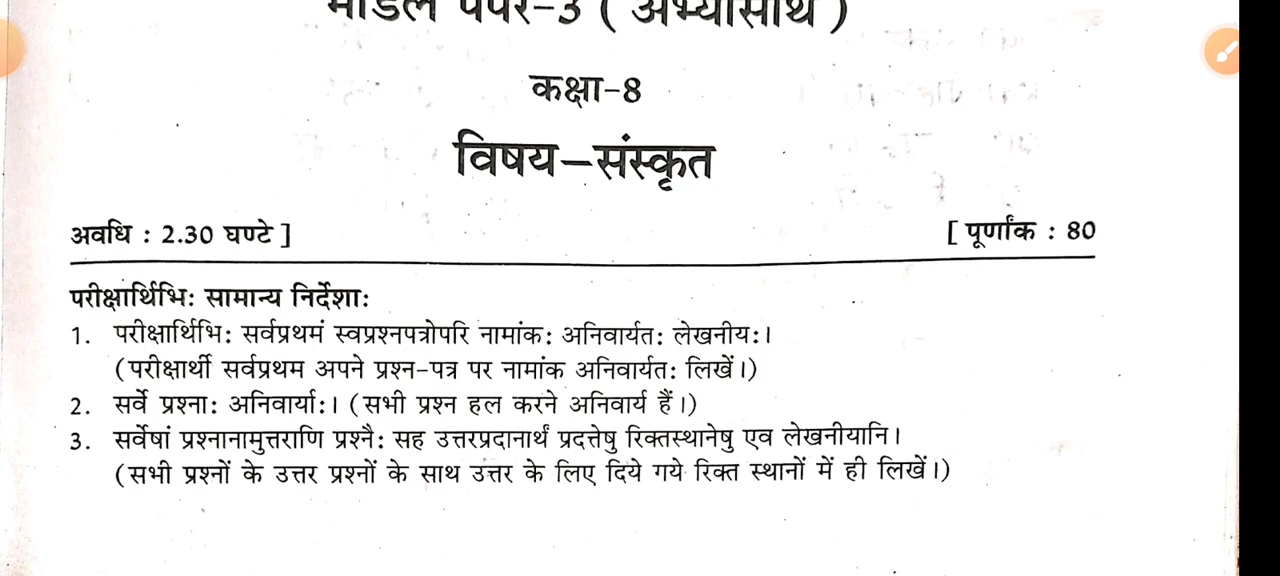 माडल पेपर-3 ( अभ्यासार्थ )
कक्षा-8
विषय-संस्कृत
अवधि : 2.30 घण्टे ] [ पूर्णांक : 80
परीक्षार्थिभिः सामान्य निर्देशाः
1. परीक्षार्थिभिः सर्वप्रथमं स्वप्रश्नपत्रोपरि नामांकः अनिवार्यतः लेखनीयः।
(परीक्षार्थी सर्वप्रथम अपने प्रश्न-पत्र पर नामांक अनिवार्यतः लिखें।)
2. सर्वे प्रश्नाः अनिवार्याः। (सभी प्रश्न हल करने अनिवार्य हैं।)
3. सर्वेषां प्रश्नानामुत्तराणि प्रश्नैः सह उत्तरप्रदानार्थं प्रदत्तेषु रिक्तस्थानेषु एव लेखनीयानि।
(सभी प्रश्नों के उत्तर प्रश्नों के साथ उत्तर के लिए दिये गये रिक्त स्थानों में ही लिखें।)